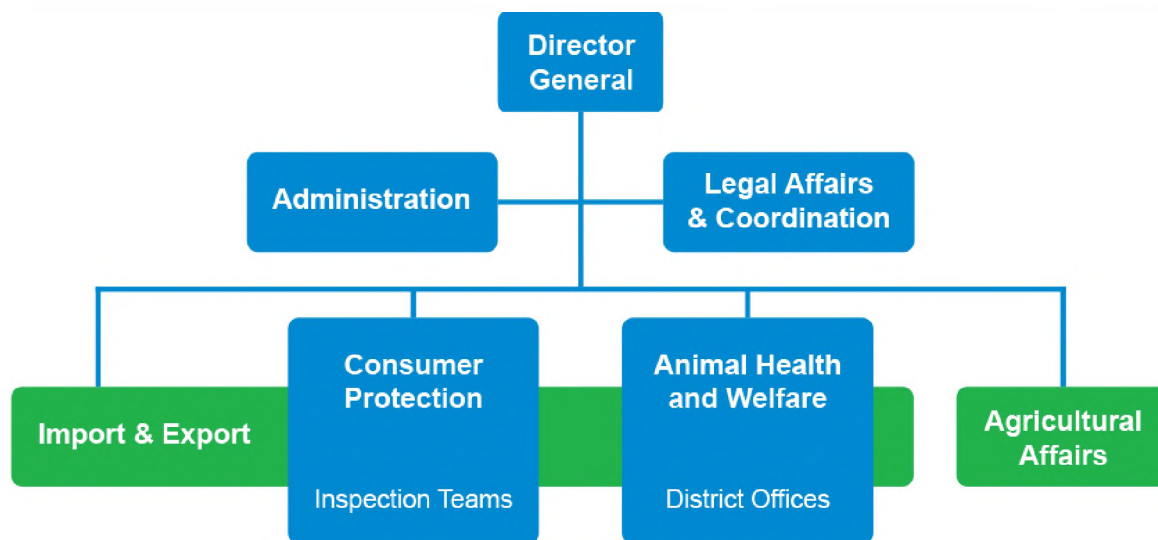 Director
General
Administration
Legal Affairs
& Coordination
Consumer
Protection
Animal Health
and Welfare
Import & Export
Agricultural
Affairs
Inspection Teams
District Offices